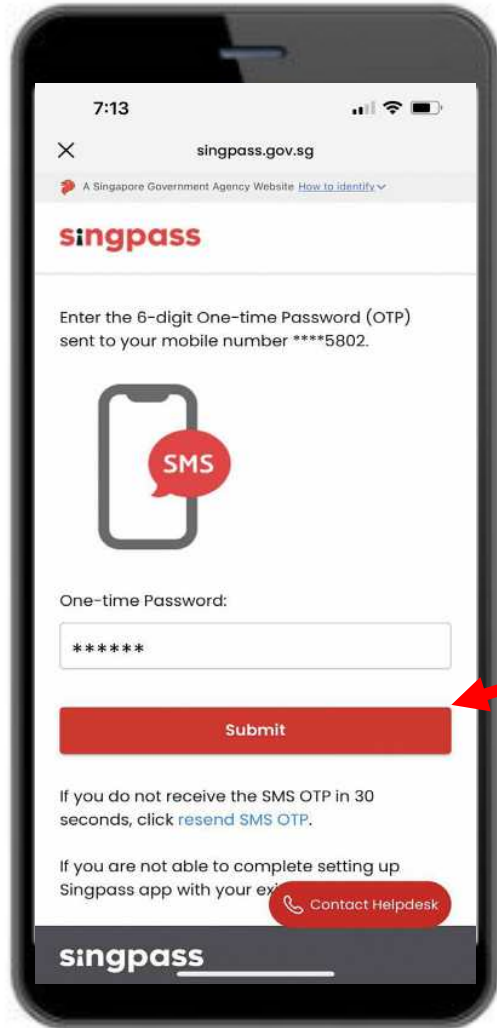 7:13
singpass.gov.sg
A Singapore Government Agency Website How to identify
singpass
Enter the 6-digit One-time Password (OTP)
sent to your mobile number ****5802.
SMS
One-time Password:
******
Submit
If you do not receive the SMS OTP in 30
seconds, click resend SMS OTP.
If you are not able to complete setting up
Singpass app with your
Contact Helpdesk
singpass